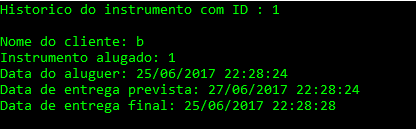 Historico do instrumento com ID : 1
Nome do cliente: b
Instrumento alugado: 1
Data do aluguer: 25/06/2017 22:28:24
Data de entrega prevista: 27/06/2017 22:28:24
Data de entrega final: 25/06/2017 22:28:28